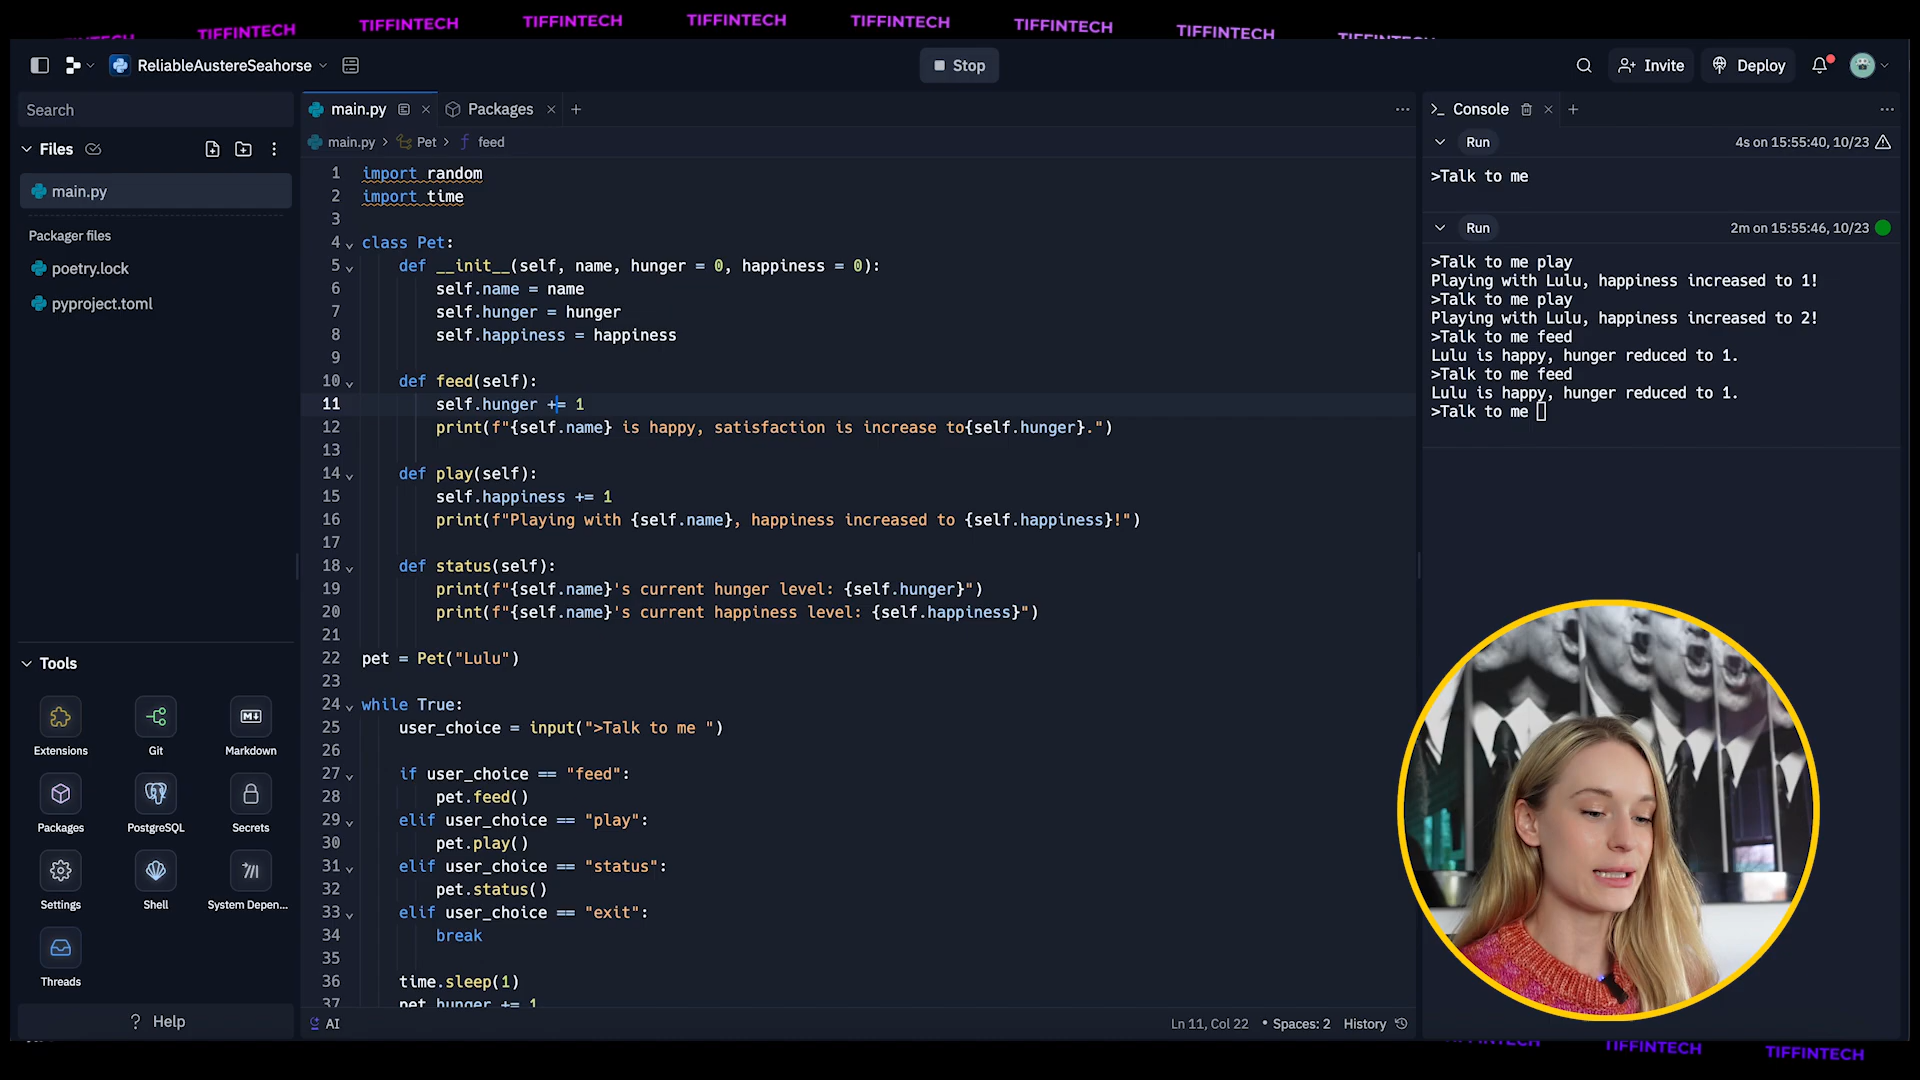 TIFFINTECH TIFFINTECH TIFFINTECH TIFFINTECH TIFFINTECH TIFFINTECH
ReliableAustereSeahorse
Stop
Invite
Deploy
Search
Files
main.py
Packager files
poetry.lock
pyproject.toml
Tools
Extensions
Git
Markdown
Packages
PostgreSQL
Secrets
Settings
Shell
System Depen...
Threads
? Help
main.py
Packages
main.py > Pet > feed
1 import random
2 import time
3
4 class Pet:
5 def __init__(self, name, hunger = 0, happiness = 0):
6 self.name = name
7 self.hunger = hunger
8 self.happiness = happiness
9
10 def feed(self):
11 self.hunger += 1
12 print(f"{self.name} is happy, satisfaction is increase to{self.hunger}.")
13
14 def play(self):
15 self.happiness += 1
16 print(f"Playing with {self.name}, happiness increased to {self.happiness}!")
17
18 def status(self):
19 print(f"{self.name}'s current hunger level: {self.hunger}")
20 print(f"{self.name}'s current happiness level: {self.happiness}")
21
22 pet = Pet("Lulu")
23
24 while True:
25 user_choice = input(">Talk to me ")
26
27 if user_choice == "feed":
28 pet.feed()
29 elif user_choice == "play":
30 pet.play()
31 elif user_choice == "status":
32 pet.status()
33 elif user_choice == "exit":
34 break
35
36 time.sleep(1)
37 pet.hunger += 1
AI
Ln 11, Col 22 • Spaces: 2 History
Console
Run 4s on 15:55:40, 10/23
>Talk to me
Run 2m on 15:55:46, 10/23
>Talk to me play
Playing with Lulu, happiness increased to 1!
>Talk to me play
Playing with Lulu, happiness increased to 2!
>Talk to me feed
Lulu is happy, hunger reduced to 1.
>Talk to me feed
Lulu is happy, hunger reduced to 1.
>Talk to me
TIFFINTECH TIFFINTECH